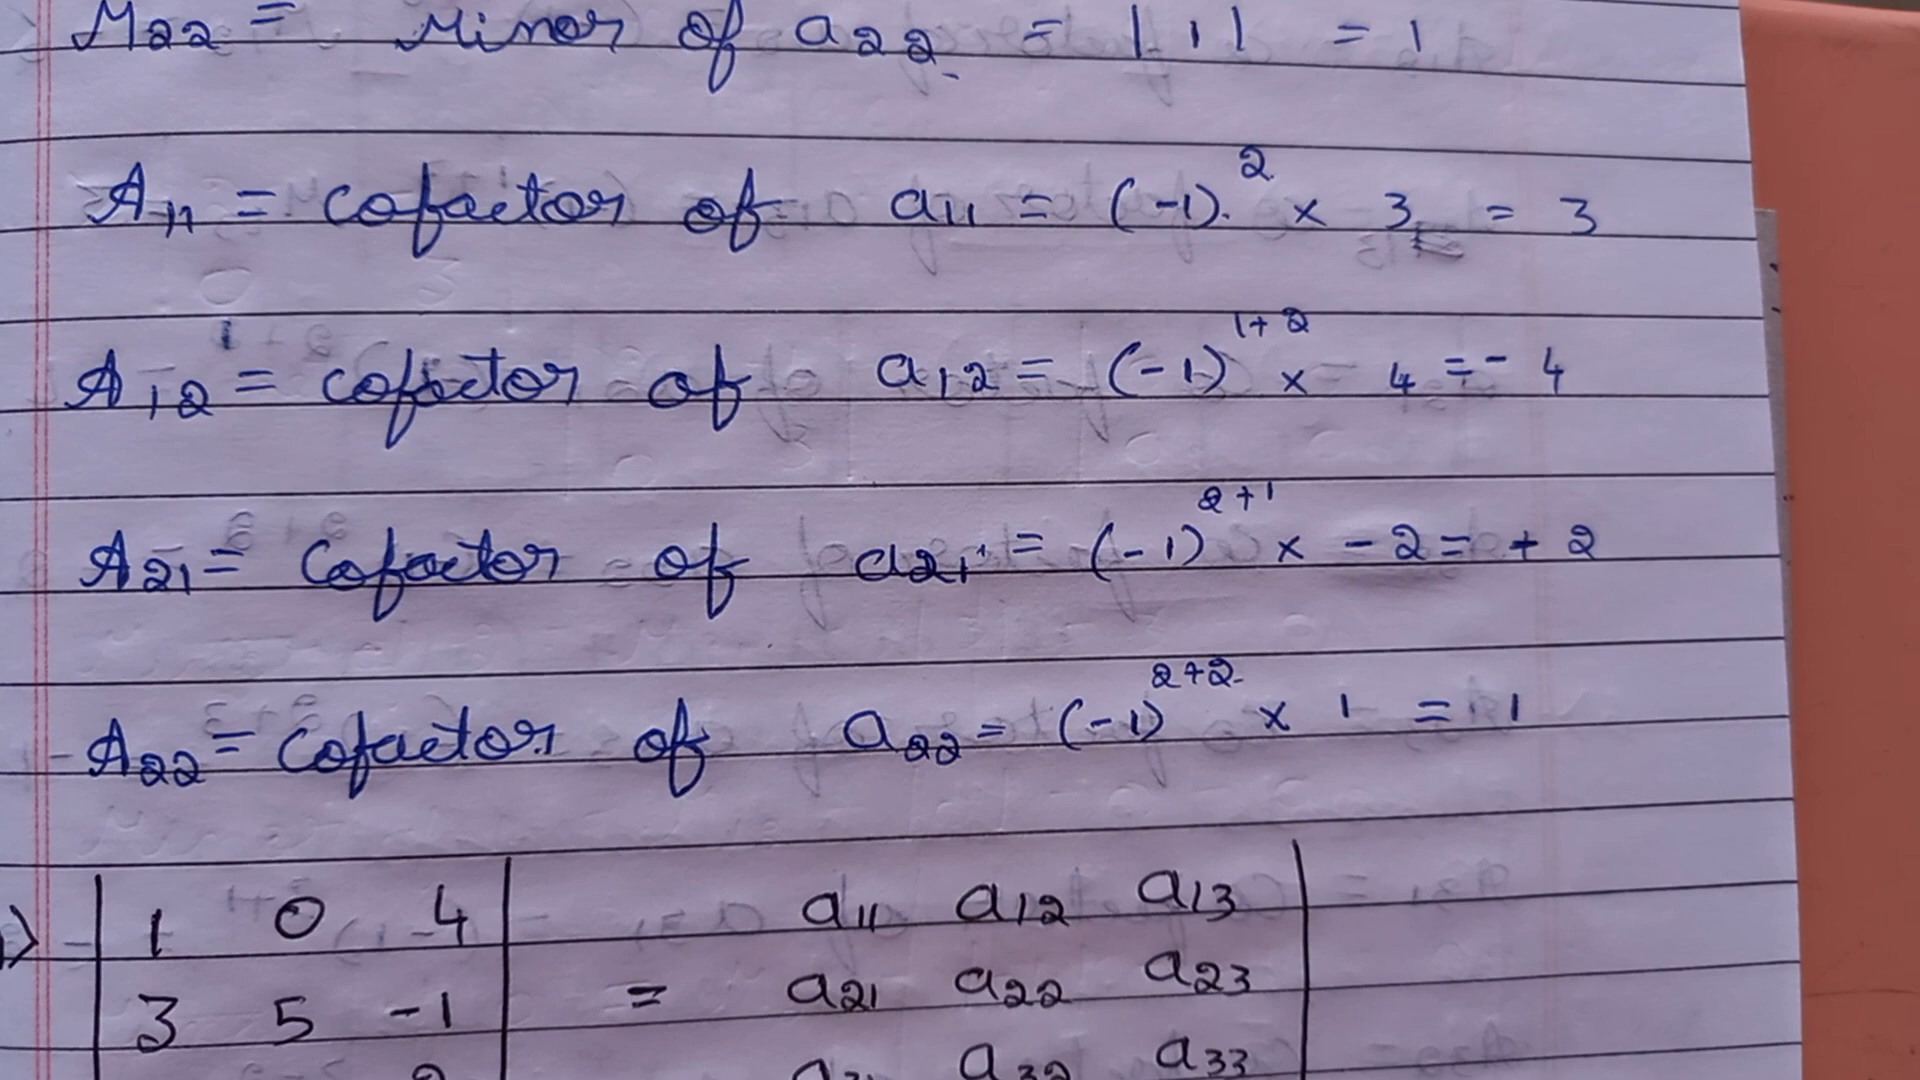 M22 = Minor of a22 = |1| = 1
A11 = cofactor of a11 = (-1)^2 × 3 = 3
A12 = cofactor of a12 = (-1)^1+2 × 4 = -4
A21 = Cofactor of a21 = (-1)^2+1 × -2 = +2
A22 = Cofactor of a22 = (-1)^2+2 × 1 = 1
| 1 0 4 | a11 a12 a13 |
| 3 5 -1 | = a21 a22 a23 |
a32 a33